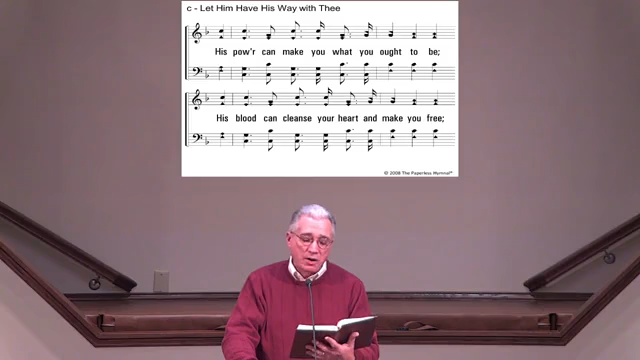 c - Let Him Have His Way with Thee
His pow'r can make you what you ought to be;
His blood can cleanse your heart and make you free;
© 2008 The Paperless Hymnal®